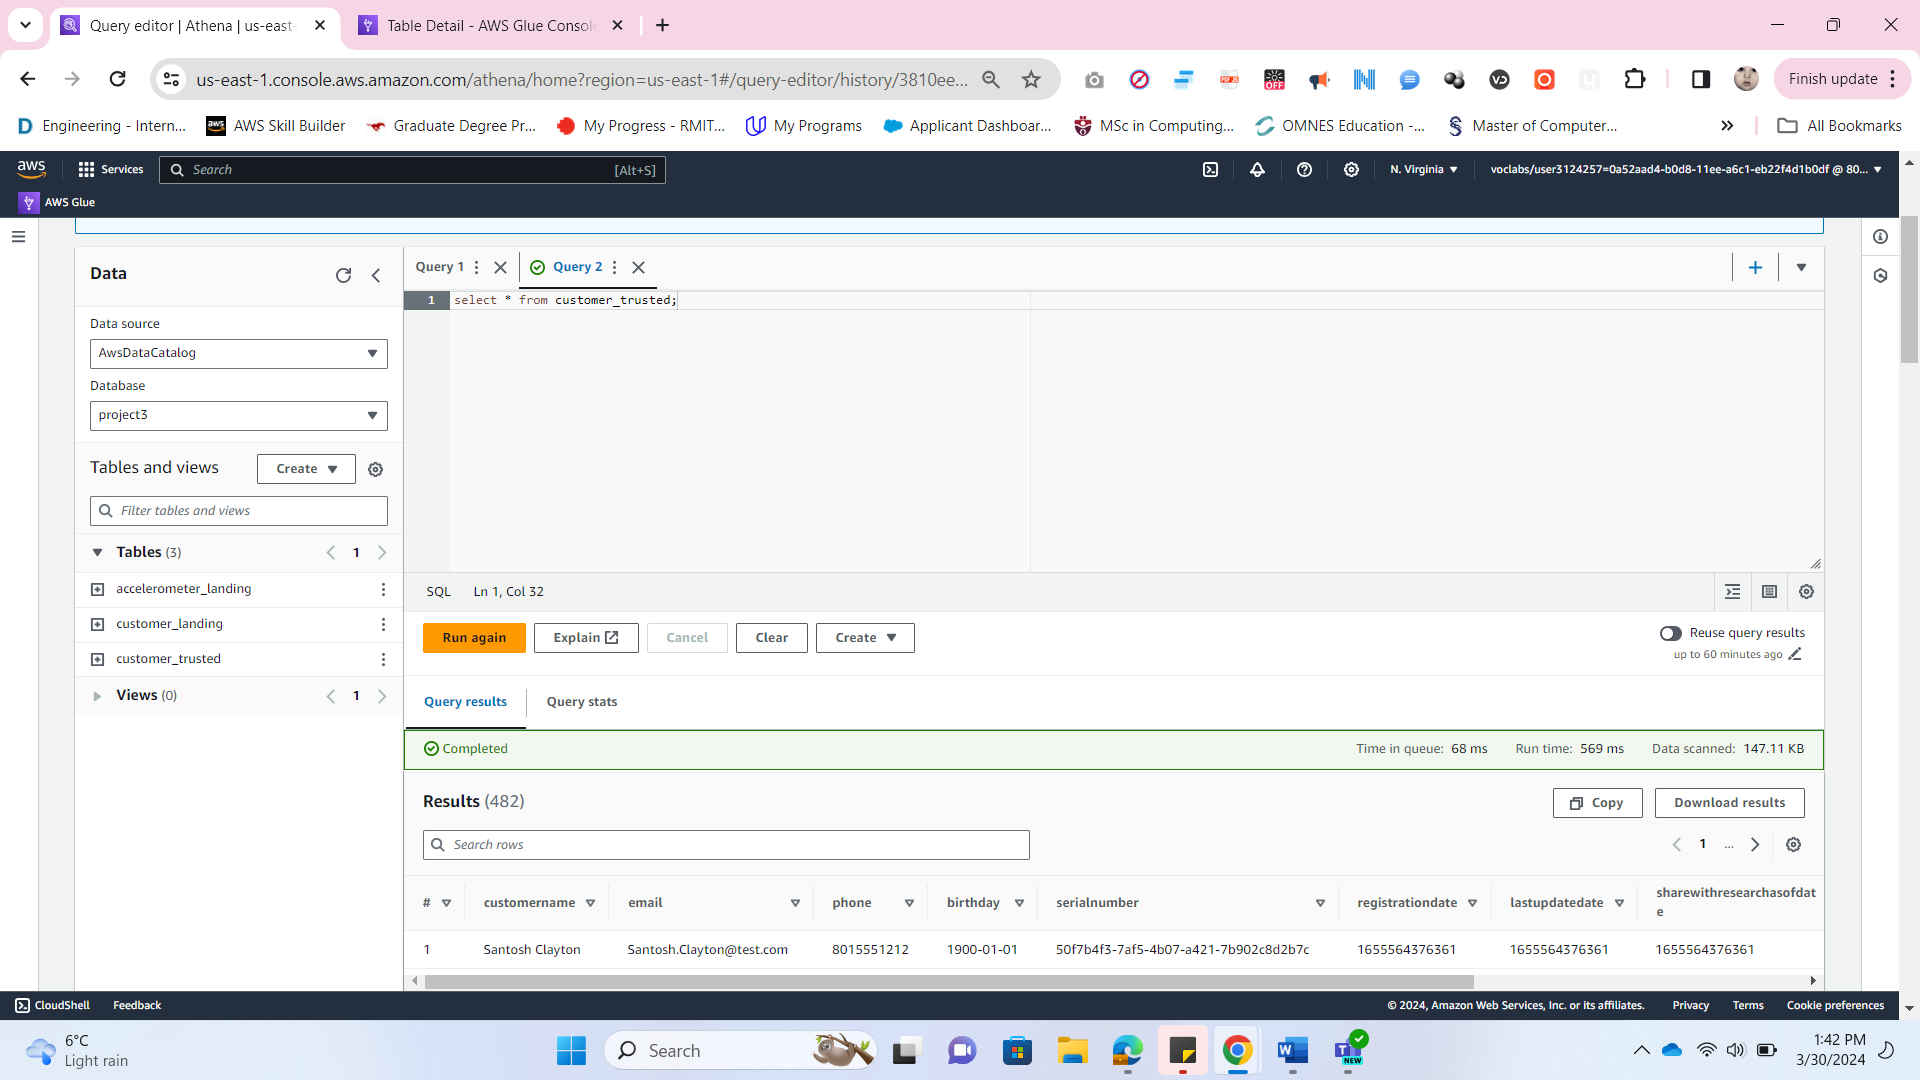 Query editor | Athena | us-east-
Table Detail - AWS Glue Console
us-east-1.console.aws.amazon.com/athena/home?region=us-east-1#/query-editor/history/3810ee...
Finish update
Engineering - Intern...
AWS Skill Builder
Graduate Degree Pr...
My Progress - RMIT...
My Programs
Applicant Dashboar...
MSc in Computing,...
OMNES Education -...
Master of Computer...
All Bookmarks
aws
Services
Search
[Alt+S]
N. Virginia
voclabs/user3124257=0a52aad4-b0d8-11ee-a6c1-eb22f4d1b0df @ 80...
AWS Glue
Data
Data source
AwsDataCatalog
Database
project3
Tables and views
Create
Filter tables and views
Tables (3)
1
accelerometer_landing
customer_landing
customer_trusted
Views (0)
1
Query 1
Query 2
1 select * from customer_trusted;
SQL Ln 1, Col 32
Run again
Explain
Cancel
Clear
Create
Reuse query results
up to 60 minutes ago
Query results
Query stats
Completed
Time in queue: 68 ms
Run time: 569 ms
Data scanned: 147.11 KB
Results (482)
Copy
Download results
Search rows
1 ...
# customername email phone birthday serialnumber registrationdate lastupdatedate sharewithresearchasofdate
1 Santosh Clayton Santosh.Clayton@test.com 8015551212 1900-01-01 50f7b4f3-7af5-4b07-a421-7b902c8d2b7c 1655564376361 1655564376361 1655564376361
CloudShell
Feedback
© 2024, Amazon Web Services, Inc. or its affiliates.
Privacy
Terms
Cookie preferences
6°C
Light rain
Search
NEW
1:42 PM
3/30/2024